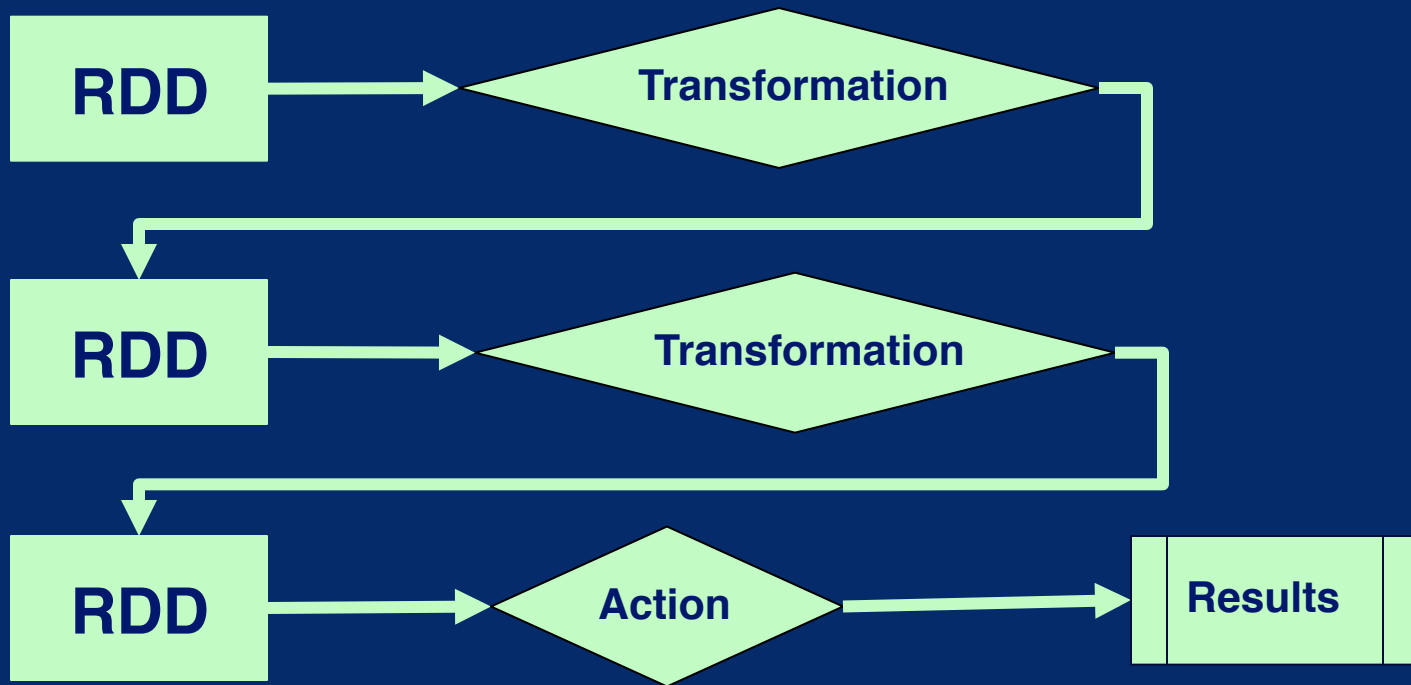 RDD
Transformation
RDD
Transformation
RDD
Action
Results